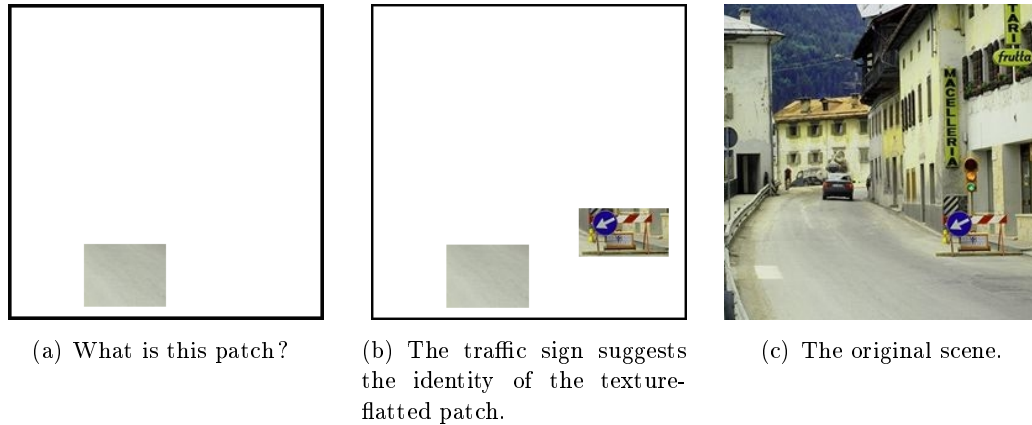 TARI
frutta
MACELLERIA
(a) What is this patch?
(b) The traffic sign suggests
the identity of the texture-
flatted patch.
(c) The original scene.